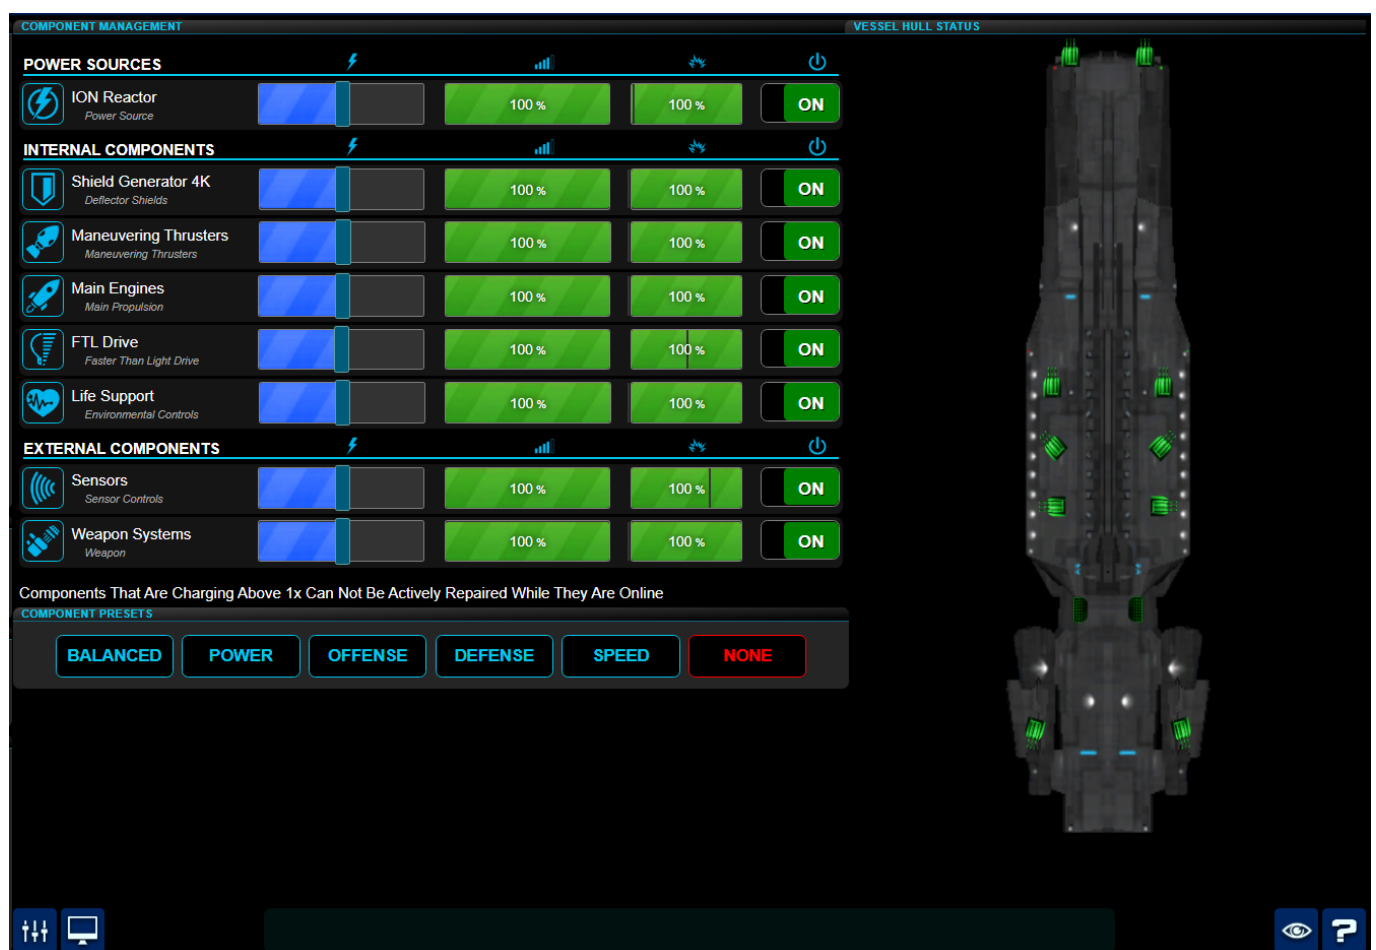 COMPONENT MANAGEMENT
VESSEL HULL STATUS
POWER SOURCES
ION Reactor
Power Source
100 %
100 %
ON
INTERNAL COMPONENTS
Shield Generator 4K
Deflector Shields
100 %
100 %
ON
Maneuvering Thrusters
Maneuvering Thrusters
100 %
100 %
ON
Main Engines
Main Propulsion
100 %
100 %
ON
FTL Drive
Faster Than Light Drive
100 %
100 %
ON
Life Support
Environmental Controls
100 %
100 %
ON
EXTERNAL COMPONENTS
Sensors
Sensor Controls
100 %
100 %
ON
Weapon Systems
Weapon
100 %
100 %
ON
Components That Are Charging Above 1x Can Not Be Actively Repaired While They Are Online
COMPONENT PRESETS
BALANCED
POWER
OFFENSE
DEFENSE
SPEED
NONE
?